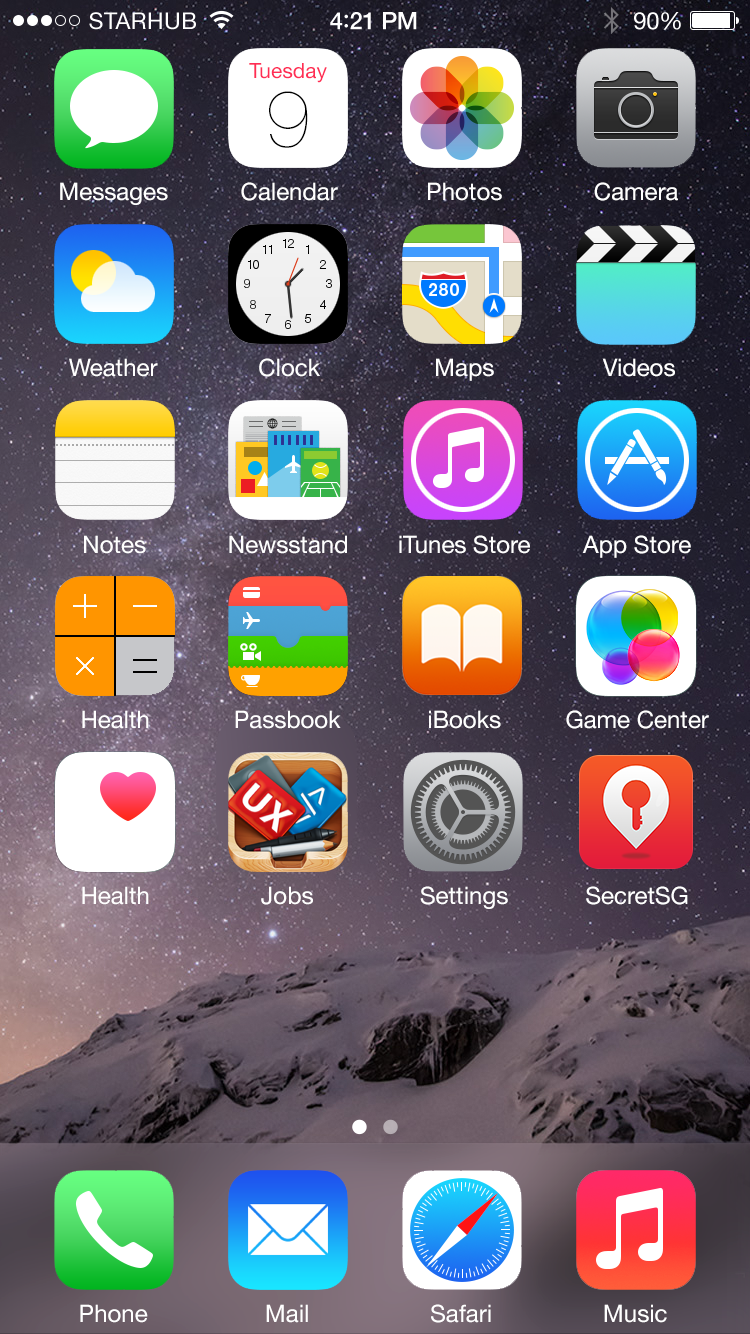 STARHUB 4:21 PM 90%
Tuesday
9
Messages Calendar Photos Camera
12
11 1
10 2
9 3
8 4
7 5
6
280
Weather Clock Maps Videos
Notes Newsstand iTunes Store App Store
Health Passbook iBooks Game Center
UX
Health Jobs Settings SecretSG
Phone Mail Safari Music